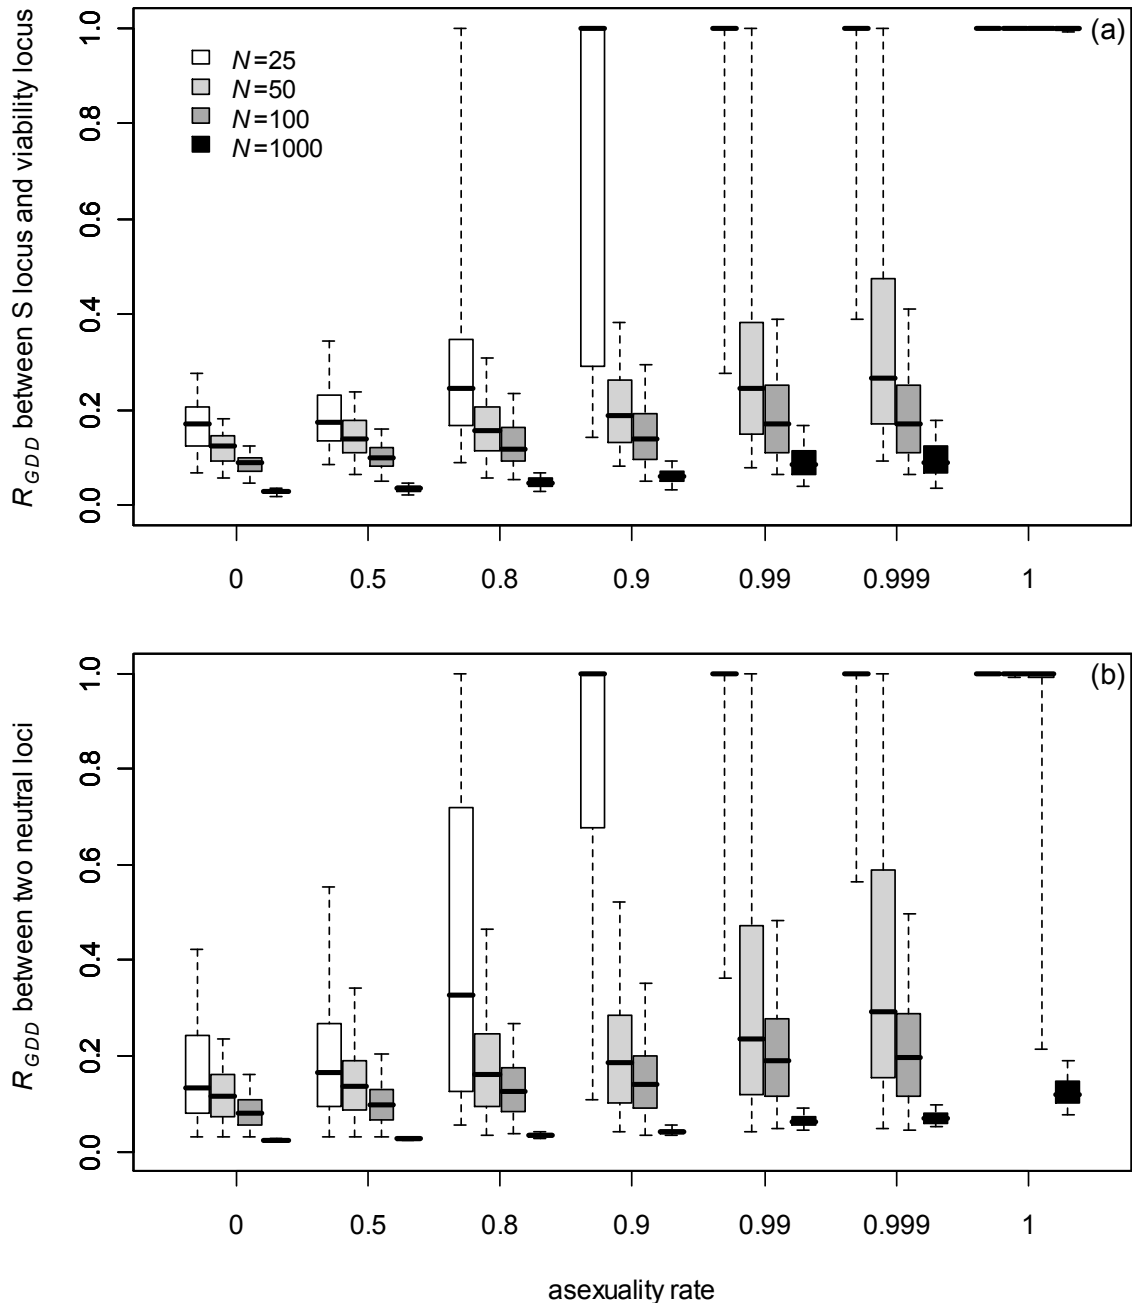 (a)
R_GDD between S locus and viability locus
1.0
0.8
0.6
0.4
0.2
0.0
N=25
N=50
N=100
N=1000
0 0.5 0.8 0.9 0.99 0.999 1
(b)
R_GDD between two neutral loci
1.0
0.8
0.6
0.4
0.2
0.0
0 0.5 0.8 0.9 0.99 0.999 1
asexuality rate